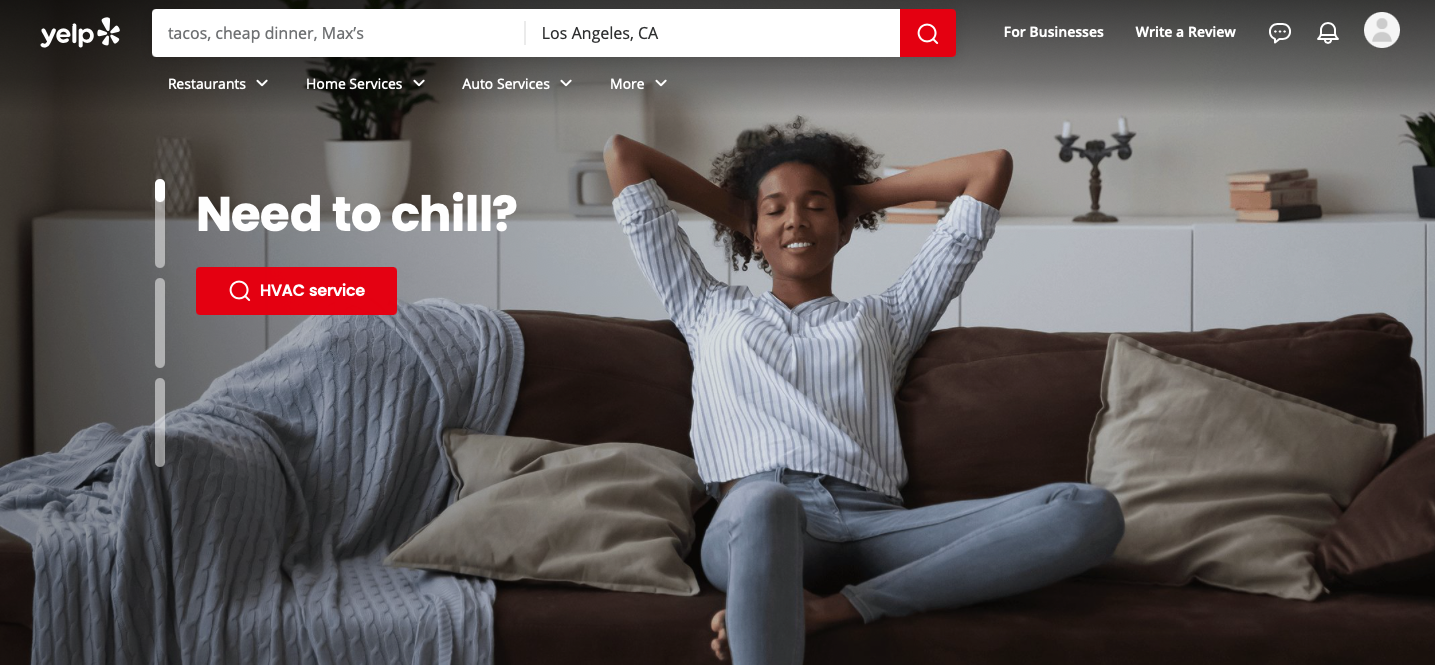 yelp
tacos, cheap dinner, Max’s
Los Angeles, CA
For Businesses
Write a Review
Restaurants
Home Services
Auto Services
More
Need to chill?
HVAC service